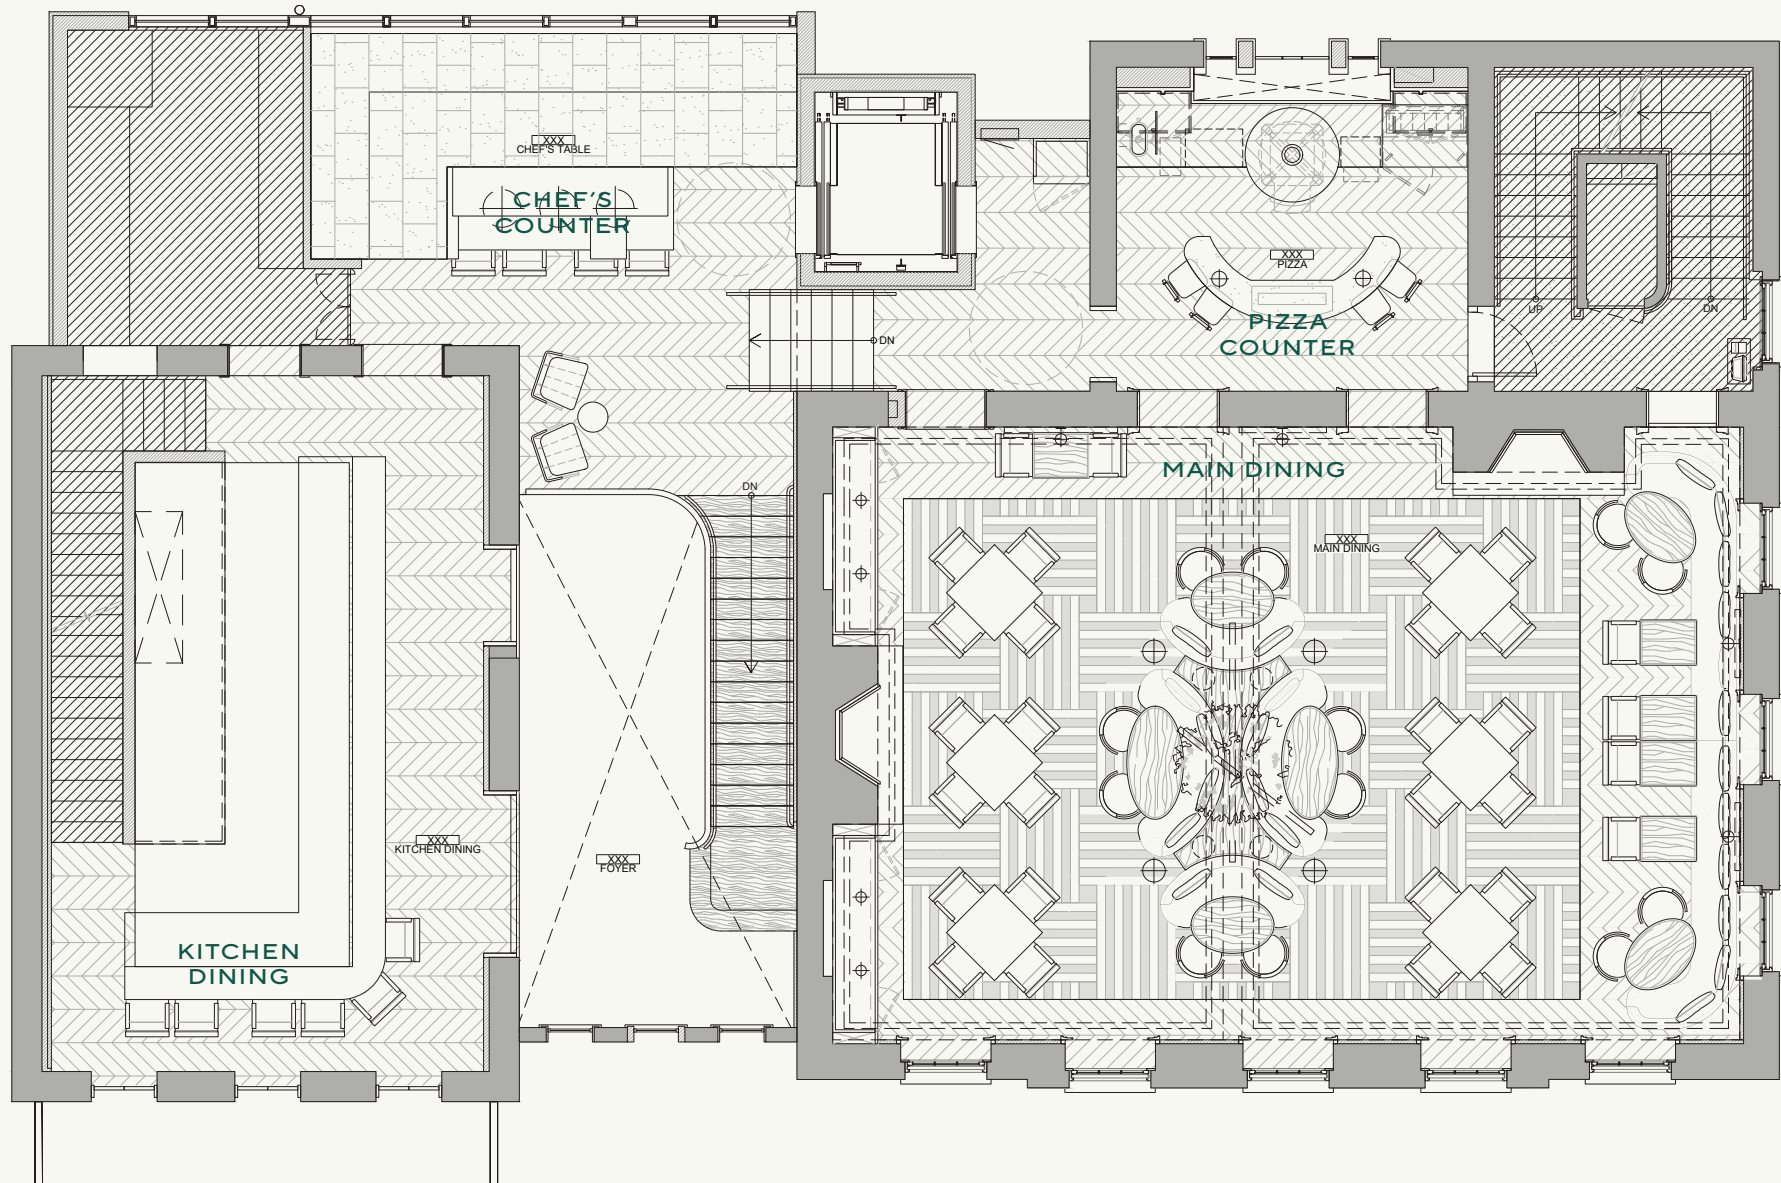 XXX
CHEF'S TABLE
CHEF'S
COUNTER
XXX
PIZZA
PIZZA
COUNTER
UP
DN
DN
DN
MAIN DINING
XXX
MAIN DINING
XXX
KITCHEN DINING
XXX
FOYER
KITCHEN
DINING